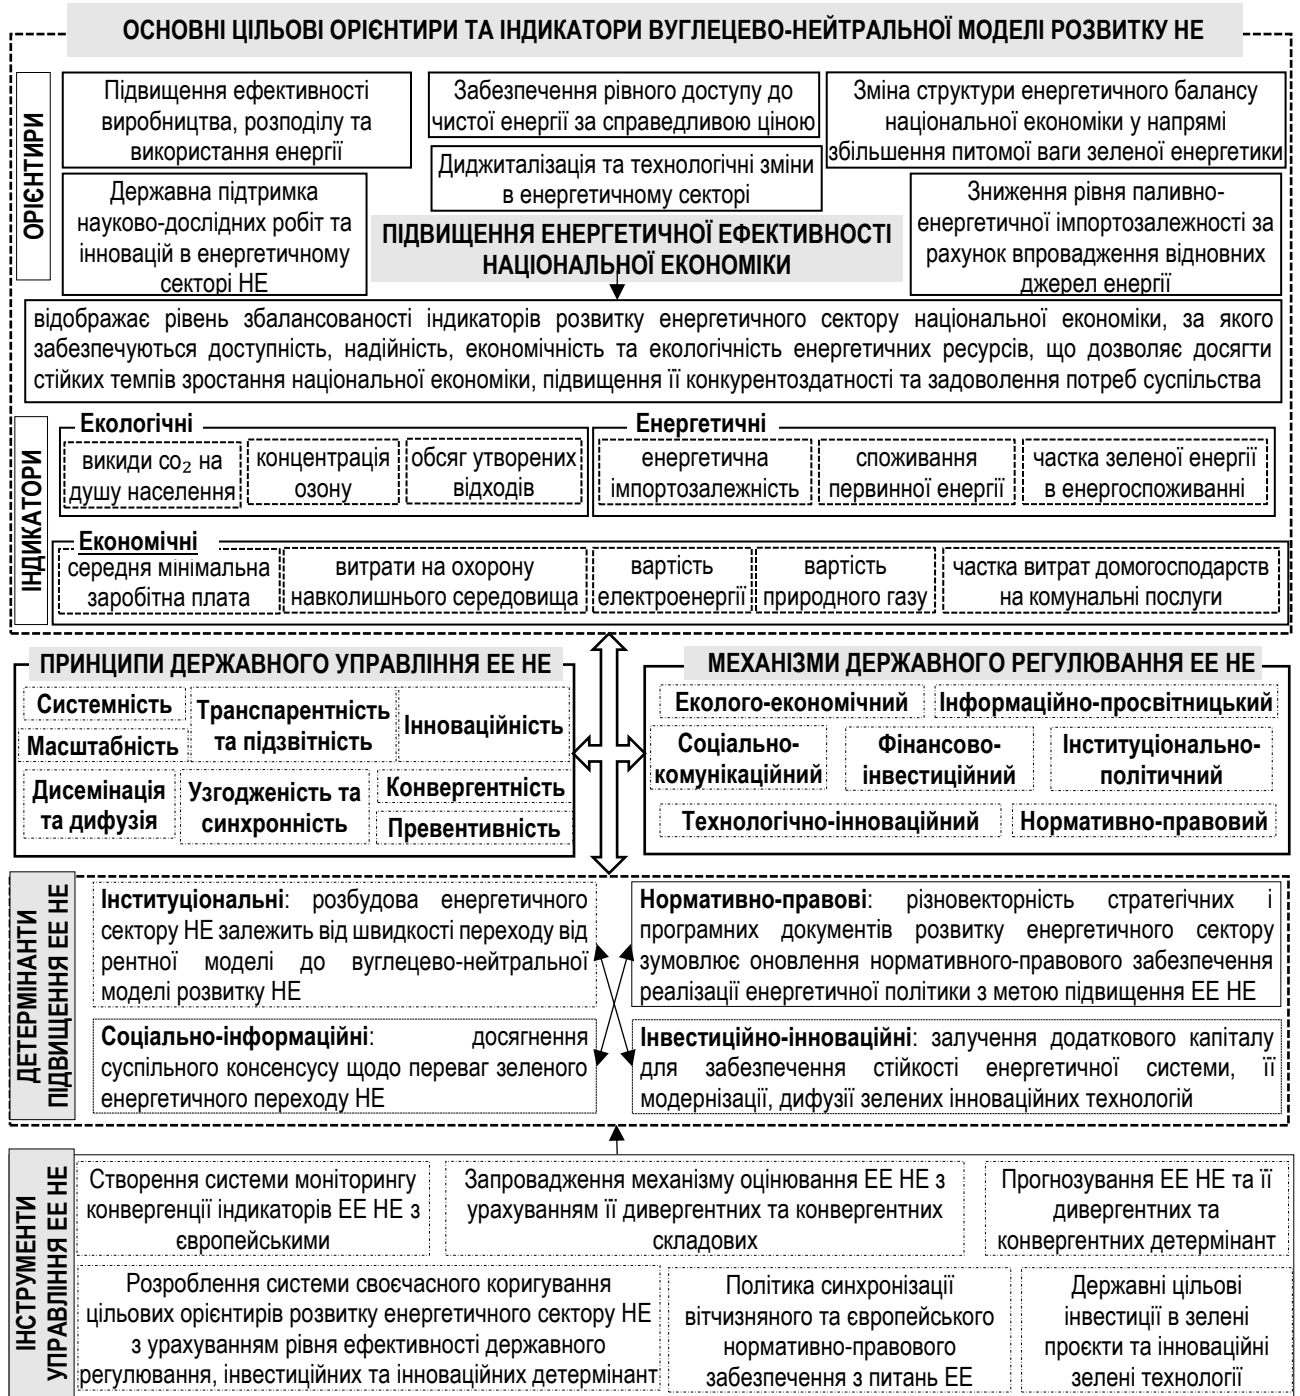 ОСНОВНІ ЦІЛЬОВІ ОРІЄНТИРИ ТА ІНДИКАТОРИ ВУГЛЕЦЕВО-НЕЙТРАЛЬНОЇ МОДЕЛІ РОЗВИТКУ НЕ
ОРІЄНТИРИ
Підвищення ефективності
виробництва, розподілу та
використання енергії
Забезпечення рівного доступу до
чистої енергії за справедливою ціною
Зміна структури енергетичного балансу
національної економіки у напрямі
збільшення питомої ваги зеленої енергетики
Державна підтримка
науково-дослідних робіт та
інновацій в енергетичному
секторі НЕ
Диджиталізація та технологічні зміни
в енергетичному секторі
Зниження рівня паливно-
енергетичної імпортозалежності за
рахунок впровадження відновних
джерел енергії
ПІДВИЩЕННЯ ЕНЕРГЕТИЧНОЇ ЕФЕКТИВНОСТІ
НАЦІОНАЛЬНОЇ ЕКОНОМІКИ
відображає рівень збалансованості індикаторів розвитку енергетичного сектору національної економіки, за якого
забезпечуються доступність, надійність, економічність та екологічність енергетичних ресурсів, що дозволяє досягти
стійких темпів зростання національної економіки, підвищення її конкурентоздатності та задоволення потреб суспільства
ІНДИКАТОРИ
Екологічні
викиди co₂ на
душу населення
концентрація
озону
обсяг утворених
відходів
Енергетичні
енергетична
імпортозалежність
споживання
первинної енергії
частка зеленої енергії
в енергоспоживанні
Економічні
середня мінімальна
заробітна плата
витрати на охорону
навколишнього середовища
вартість
електроенергії
вартість
природного газу
частка витрат домогосподарств
на комунальні послуги
ПРИНЦИПИ ДЕРЖАВНОГО УПРАВЛІННЯ ЕЕ НЕ
Системність
Масштабність
Транспарентність
та підзвітність
Інноваційність
Дисемінація
та дифузія
Узгодженість та
синхронність
Конвергентність
Превентивність
МЕХАНІЗМИ ДЕРЖАВНОГО РЕГУЛЮВАННЯ ЕЕ НЕ
Еколого-економічний
Інформаційно-просвітницький
Соціально-
комунікаційний
Фінансово-
інвестиційний
Інституціонально-
політичний
Технологічно-інноваційний
Нормативно-правовий
ДЕТЕРМІНАНТИ
ПІДВИЩЕННЯ ЕЕ НЕ
Інституціональні: розбудова енергетичного
сектору НЕ залежить від швидкості переходу від
рентної моделі до вуглецево-нейтральної
моделі розвитку НЕ
Нормативно-правові: різновекторність стратегічних і
програмних документів розвитку енергетичного сектору
зумовлює оновлення нормативного-правового забезпечення
реалізації енергетичної політики з метою підвищення ЕЕ НЕ
Соціально-інформаційні: досягнення
суспільного консенсусу щодо переваг зеленого
енергетичного переходу НЕ
Інвестиційно-інноваційні: залучення додаткового капіталу
для забезпечення стійкості енергетичної системи, її
модернізації, дифузії зелених інноваційних технологій
ІНСТРУМЕНТИ
УПРАВЛІННЯ ЕЕ НЕ
Створення системи моніторингу
конвергенції індикаторів ЕЕ НЕ з
європейськими
Запровадження механізму оцінювання ЕЕ НЕ з
урахуванням її дивергентних та конвергентних
складових
Прогнозування ЕЕ НЕ та її
дивергентних та
конвергентних детермінант
Розроблення системи своєчасного коригування
цільових орієнтирів розвитку енергетичного сектору НЕ
з урахуванням рівня ефективності державного
регулювання, інвестиційних та інноваційних детермінант
Політика синхронізації
вітчизняного та європейського
нормативно-правового
забезпечення з питань ЕЕ
Державні цільові
інвестиції в зелені
проєкти та інноваційні
зелені технології